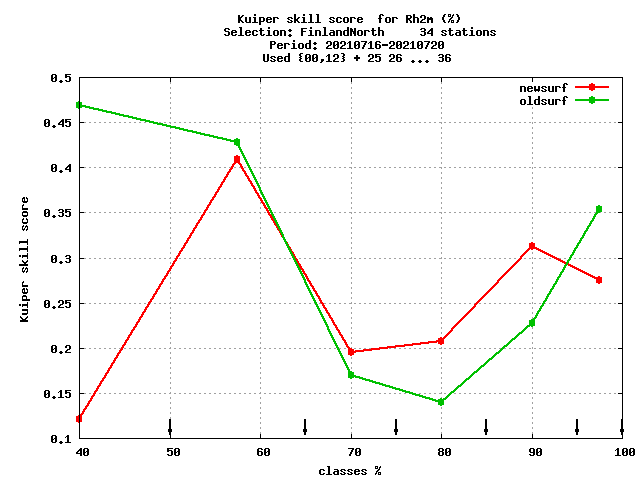 Kuiper skill score  for Rh2m (%)
Selection: FinlandNorth     34 stations
Period: 20210716-20210720
Used {00,12} + 25 26 ... 36
newsurf
oldsurf
0.5
0.45
0.4
0.35
0.3
0.25
0.2
0.15
0.1
Kuiper skill score
40 50 60 70 80 90 100
classes %